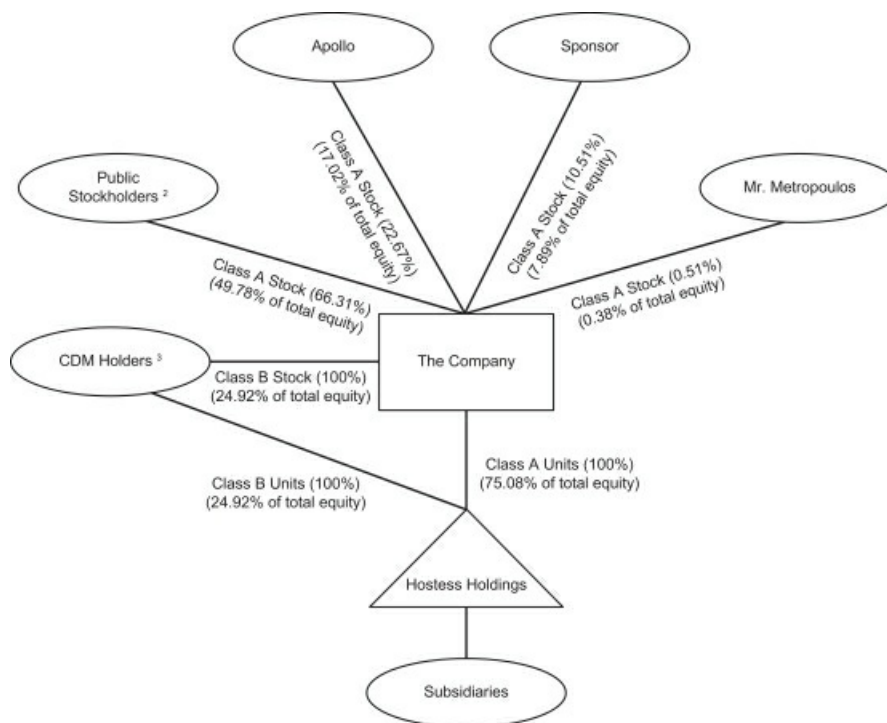 Apollo
Sponsor
Public
Stockholders 2
Mr. Metropoulos
Class A Stock (22.67%)
(17.02% of total equity)
Class A Stock (10.51%)
(7.89% of total equity)
Class A Stock (66.31%)
(49.78% of total equity)
Class A Stock (0.51%)
(0.38% of total equity)
CDM Holders 3
The Company
Class B Stock (100%)
(24.92% of total equity)
Class B Units (100%)
(24.92% of total equity)
Class A Units (100%)
(75.08% of total equity)
Hostess Holdings
Subsidiaries